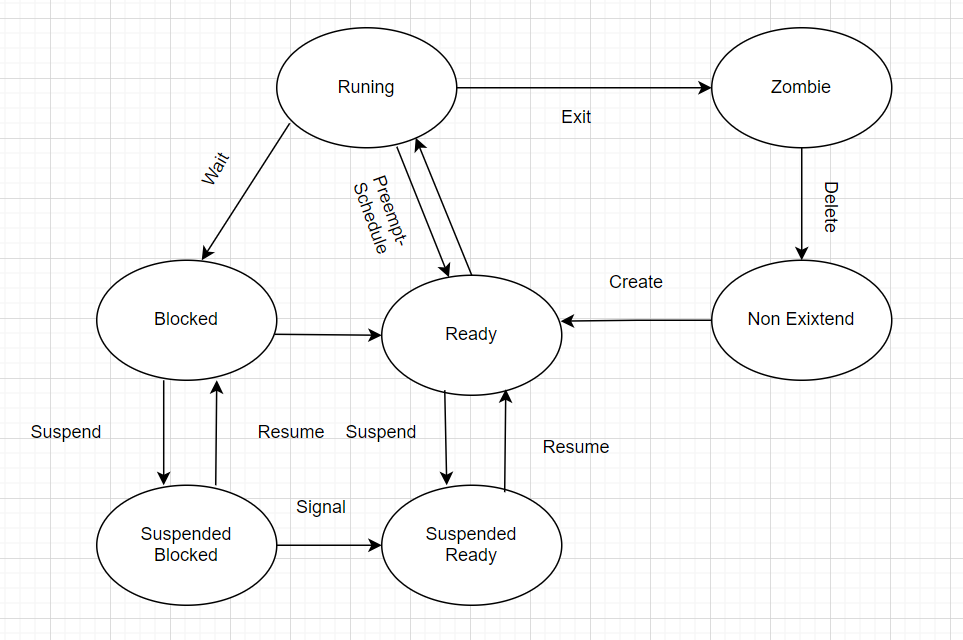 Runing
Zombie
Exit
Wait
Preempt-
Schedule
Delete
Create
Blocked
Ready
Non Exixtend
Suspend
Resume
Suspend
Resume
Signal
Suspended
Blocked
Suspended
Ready